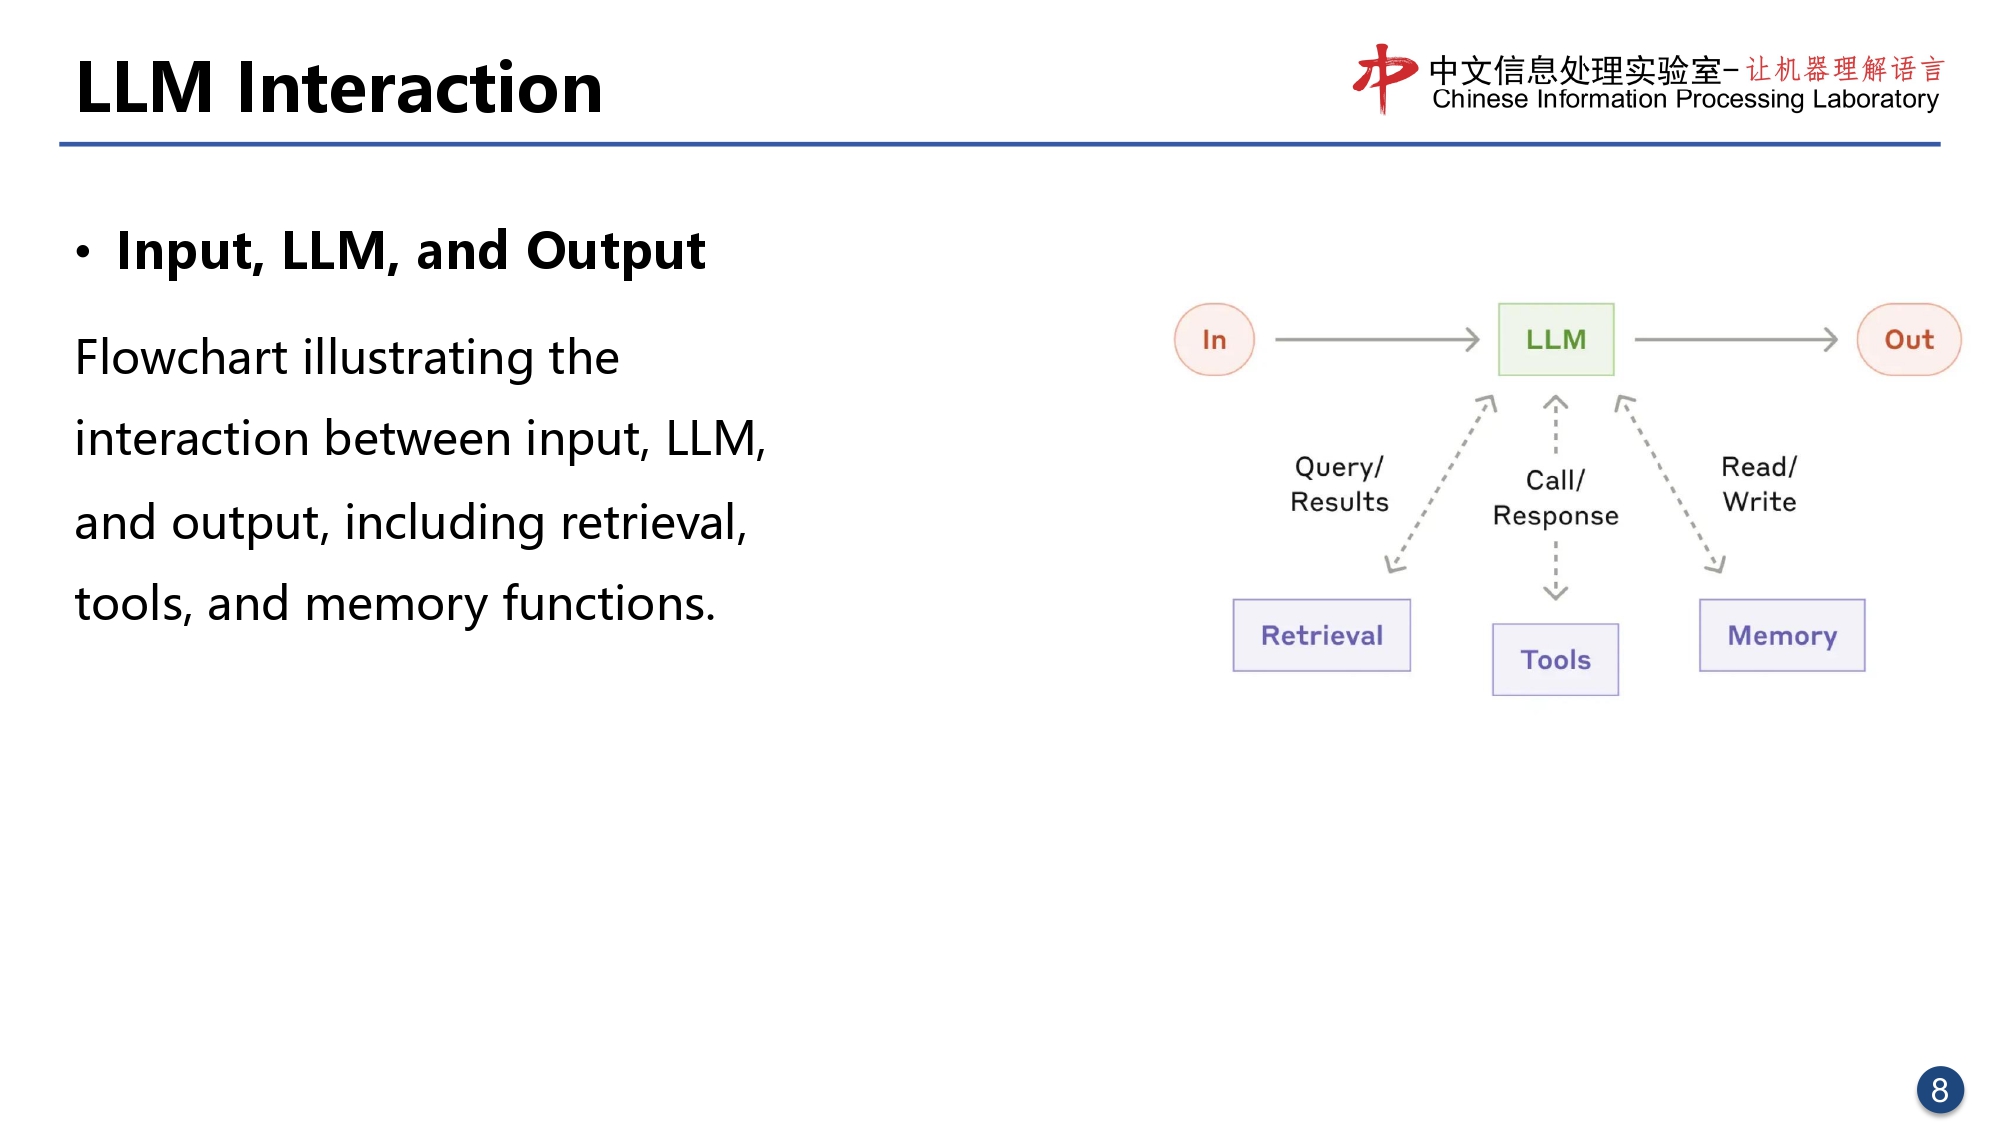 LLM Interaction
中文信息处理实验室-让机器理解语言
Chinese Information Processing Laboratory
• Input, LLM, and Output
Flowchart illustrating the
interaction between input, LLM,
and output, including retrieval,
tools, and memory functions.
In
LLM
Out
Query/
Results
Call/
Response
Read/
Write
Retrieval
Tools
Memory
8